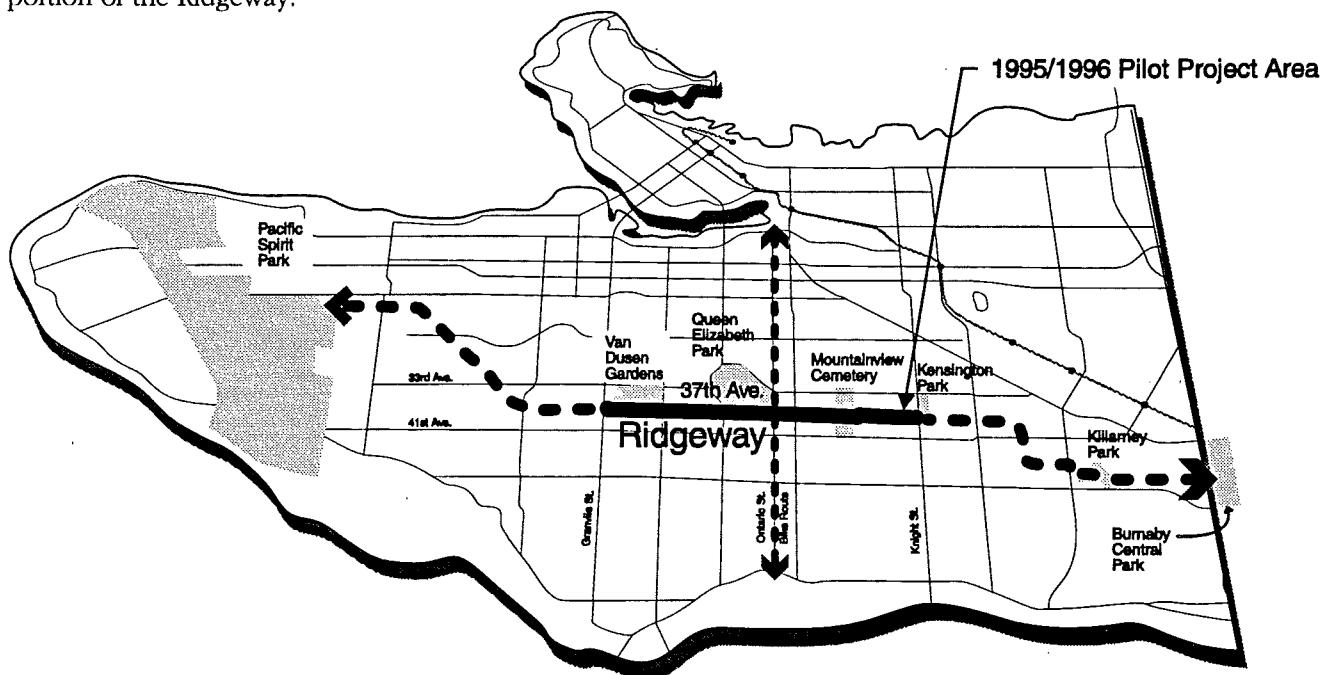 portion of the Ridgeway.
1995/1996 Pilot Project Area
Pacific
Spirit
Park
Van
Dusen
Gardens
Queen
Elizabeth
Park
Mountainview
Cemetery
Kensington
Park
33rd Ave.
37th Ave.
41st Ave.
Ridgeway
Killarney
Park
Granville St.
Ontario St.
Bike Route
Knight St.
Burnaby
Central
Park